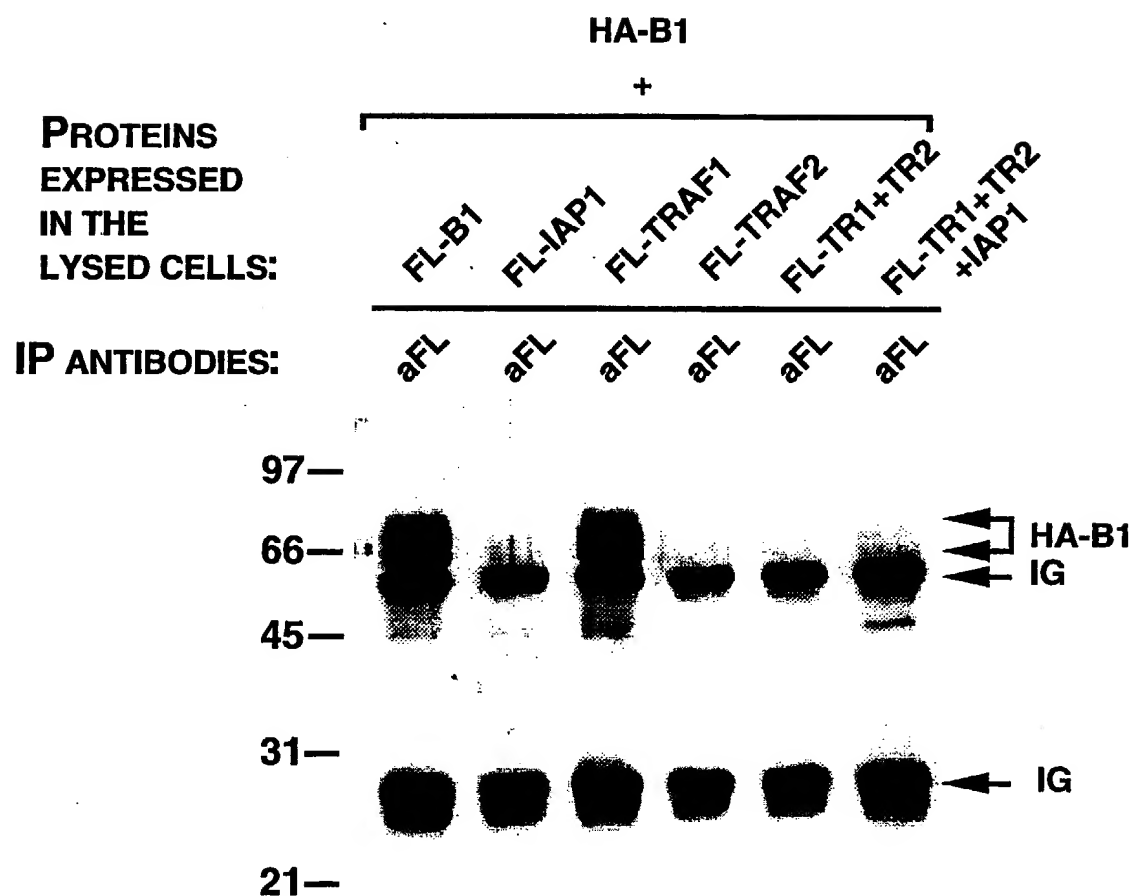 HA-B1
+
PROTEINS
EXPRESSED
IN THE
LYSED CELLS:
FL-B1
FL-IAP1
FL-TRAF1
FL-TRAF2
FL-TR1+TR2
FL-TR1+TR2
+IAP1
IP ANTIBODIES:
aFL aFL aFL aFL aFL aFL
97—
66—
45—
31—
21—
HA-B1
IG
IG